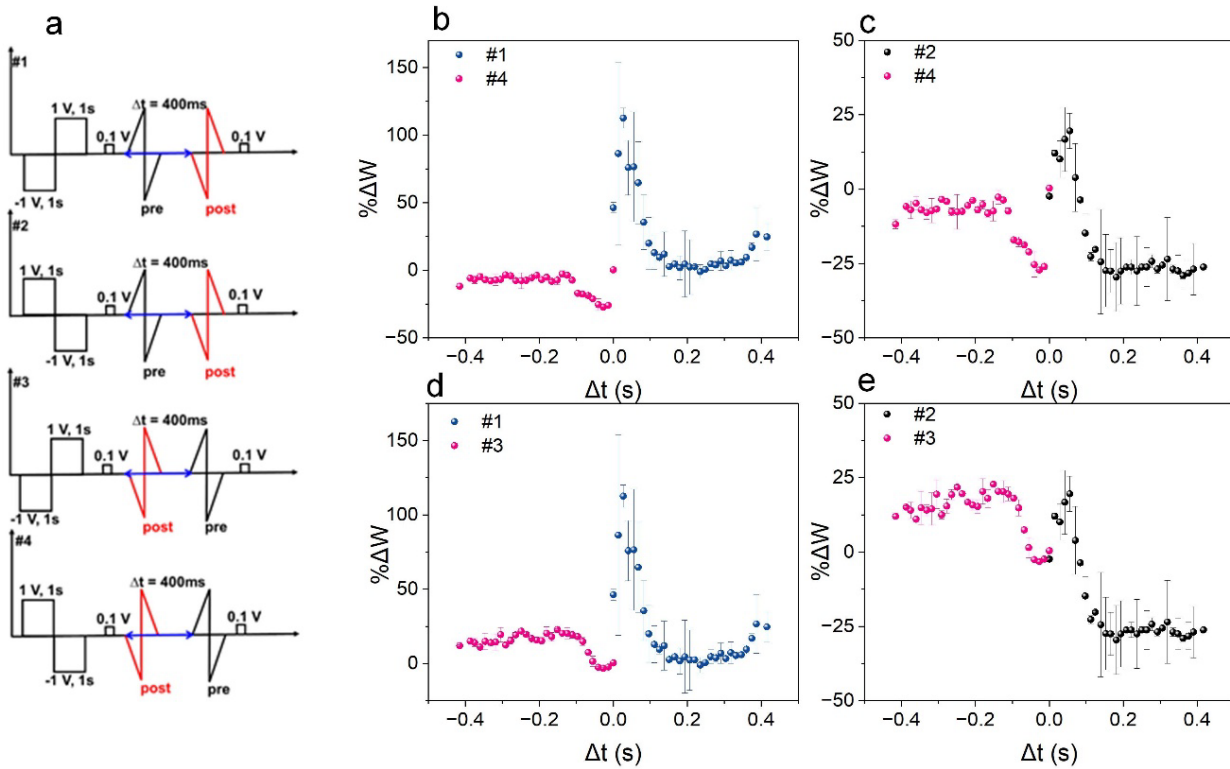 a
#1
1 V, 1s
Δt = 400ms
0.1 V
0.1 V
-1 V, 1s
pre
post
#2
1 V, 1s
Δt = 400ms
0.1 V
0.1 V
-1 V, 1s
pre
post
#3
1 V, 1s
Δt = 400ms
0.1 V
0.1 V
-1 V, 1s
post
pre
#4
1 V, 1s
Δt = 400ms
0.1 V
0.1 V
-1 V, 1s
post
pre
b
#1
#4
%ΔW
150
100
50
0
−50
−0.4 −0.2 0.0 0.2 0.4
Δt (s)
c
#2
#4
%ΔW
50
25
0
−25
−50
−0.4 −0.2 0.0 0.2 0.4
Δt (s)
d
#1
#3
%ΔW
150
100
50
0
−0.4 −0.2 0.0 0.2 0.4
Δt (s)
e
#2
#3
%ΔW
50
25
0
−25
−50
−0.4 −0.2 0.0 0.2 0.4
Δt (s)